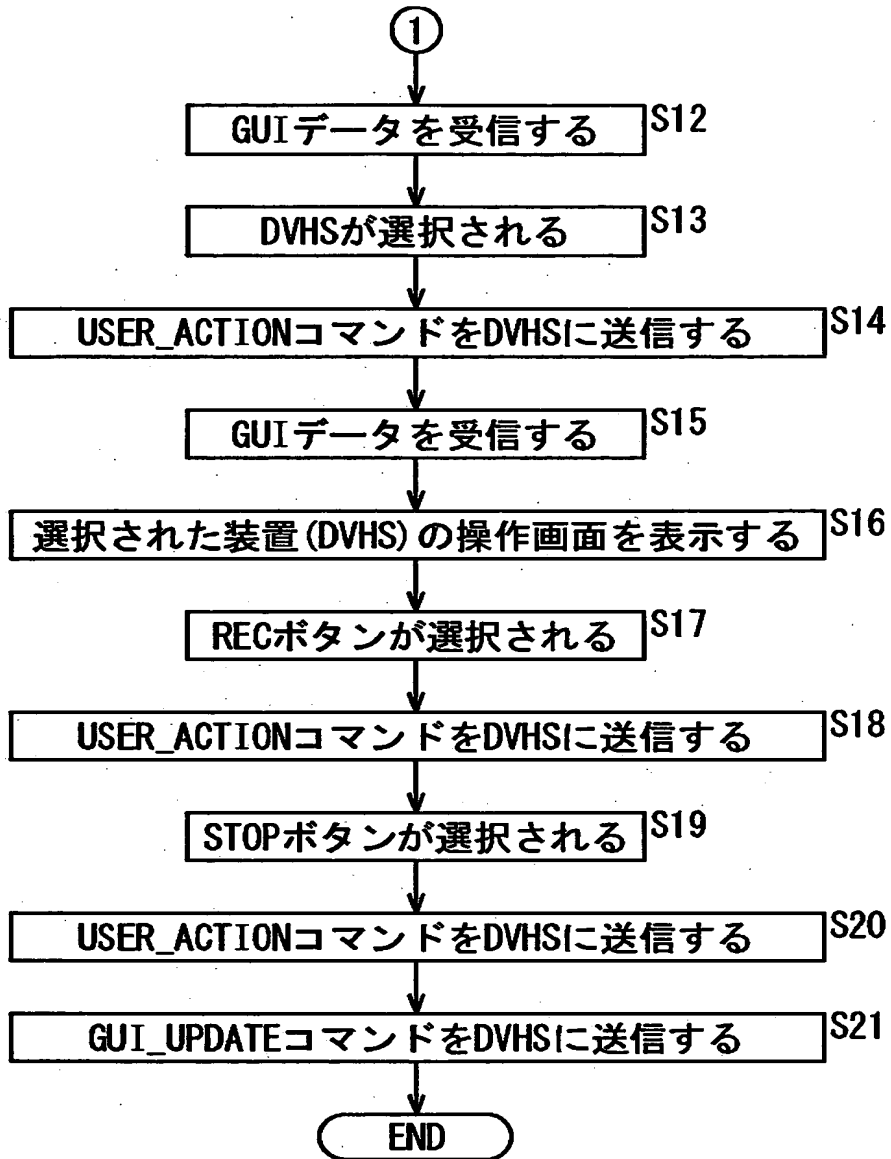 1
GUIデータを受信する S12
DVHSが選択される S13
USER_ACTIONコマンドをDVHSに送信する S14
GUIデータを受信する S15
選択された装置(DVHS)の操作画面を表示する S16
RECボタンが選択される S17
USER_ACTIONコマンドをDVHSに送信する S18
STOPボタンが選択される S19
USER_ACTIONコマンドをDVHSに送信する S20
GUI_UPDATEコマンドをDVHSに送信する S21
END